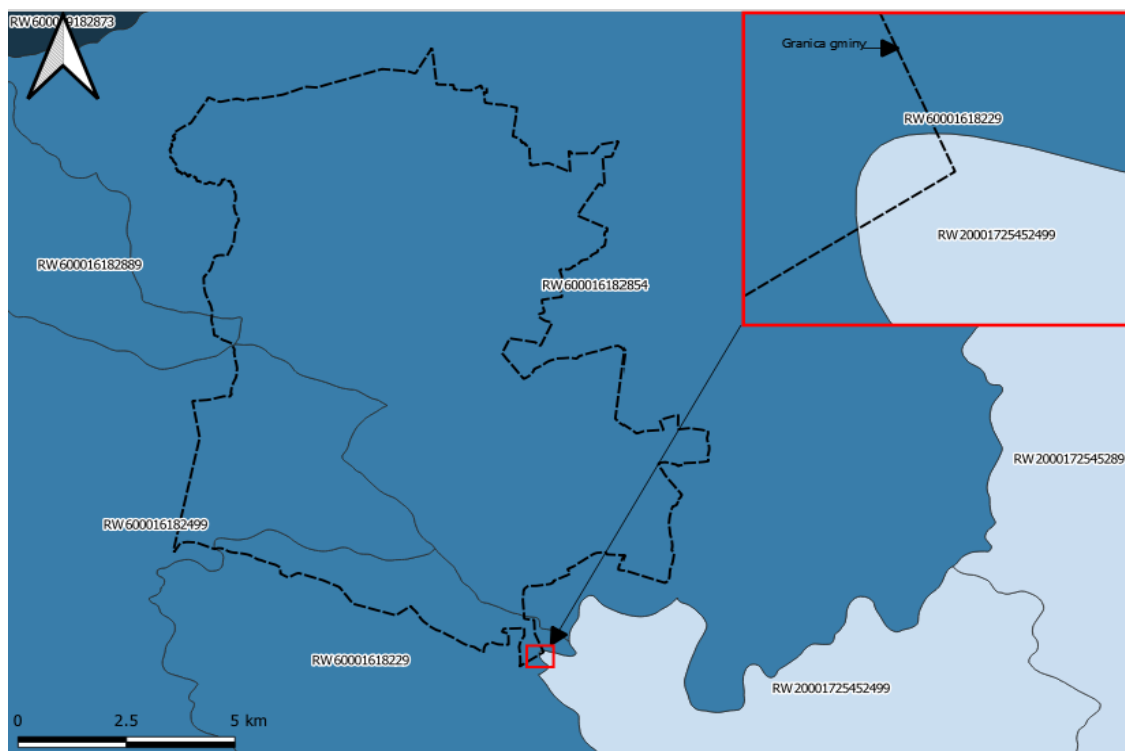 Granica gminy
RW600016182889
RW60001618229
RW20001725452499
RW600016182854
RW2000172545289
RW600016182499
RW60001618229
RW20001725452499
0 2.5 5 km